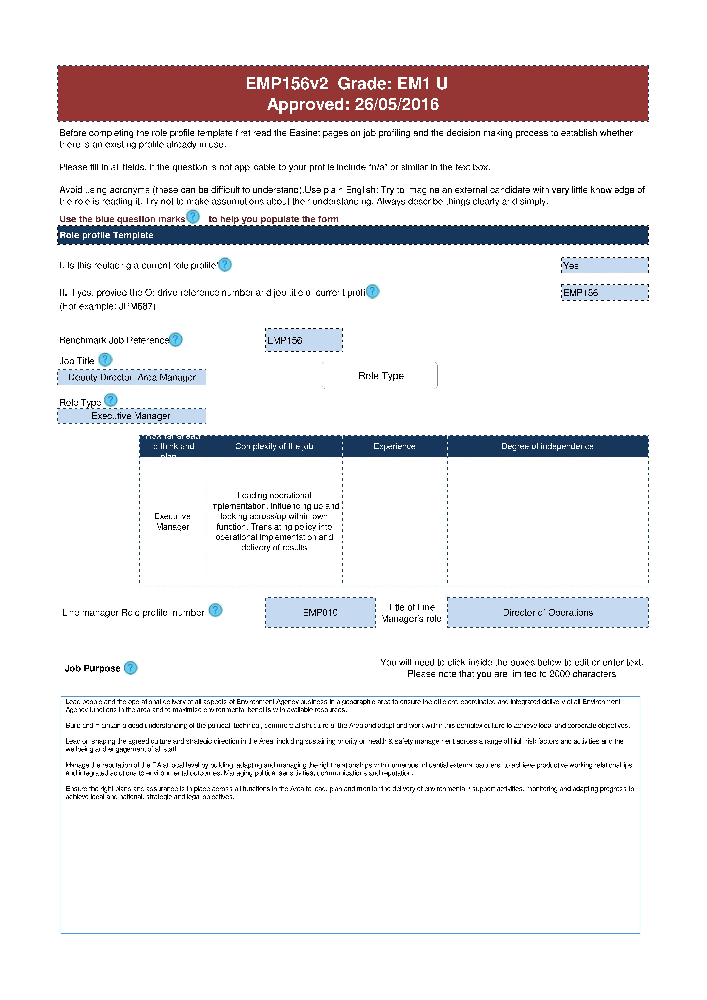 EMP156v2  Grade: EM1 U
Approved: 26/05/2016
Before completing the role profile template first read the Easinet pages on job profiling and the decision making process to establish whether
there is an existing profile already in use.
Please fill in all fields. If the question is not applicable to your profile include “n/a” or similar in the text box.
Avoid using acronyms (these can be difficult to understand).Use plain English: Try to imagine an external candidate with very little knowledge of
the role is reading it. Try not to make assumptions about their understanding. Always describe things clearly and simply.
Use the blue question marks ? to help you populate the form
Role profile Template
i. Is this replacing a current role profile ?
Yes
ii. If yes, provide the O: drive reference number and job title of current profi ?
EMP156
(For example: JPM687)
Benchmark Job Reference ?
EMP156
Job Title ?
Deputy Director  Area Manager
Role Type
Role Type ?
Executive Manager
How far ahead
to think and
plan
Complexity of the job
Experience
Degree of independence
Executive
Manager
Leading operational
implementation. Influencing up and
looking across/up within own
function. Translating policy into
operational implementation and
delivery of results
Line manager Role profile  number ?
EMP010
Title of Line
Manager's role
Director of Operations
Job Purpose ?
You will need to click inside the boxes below to edit or enter text.
Please note that you are limited to 2000 characters
Lead people and the operational delivery of all aspects of Environment Agency business in a geographic area to ensure the efficient, coordinated and integrated delivery of all Environment
Agency functions in the area and to maximise environmental benefits with available resources.
Build and maintain a good understanding of the political, technical, commercial structure of the Area and adapt and work within this complex culture to achieve local and corporate objectives.
Lead on shaping the agreed culture and strategic direction in the Area, including sustaining priority on health & safety management across a range of high risk factors and activities and the
wellbeing and engagement of all staff.
Manage the reputation of the EA at local level by building, adapting and managing the right relationships with numerous influential external partners, to achieve productive working relationships
and integrated solutions to environmental outcomes. Managing political sensitivities, communications and reputation.
Ensure the right plans and assurance is in place across all functions in the Area to lead, plan and monitor the delivery of environmental / support activities, monitoring and adapting progress to
achieve local and national, strategic and legal objectives.